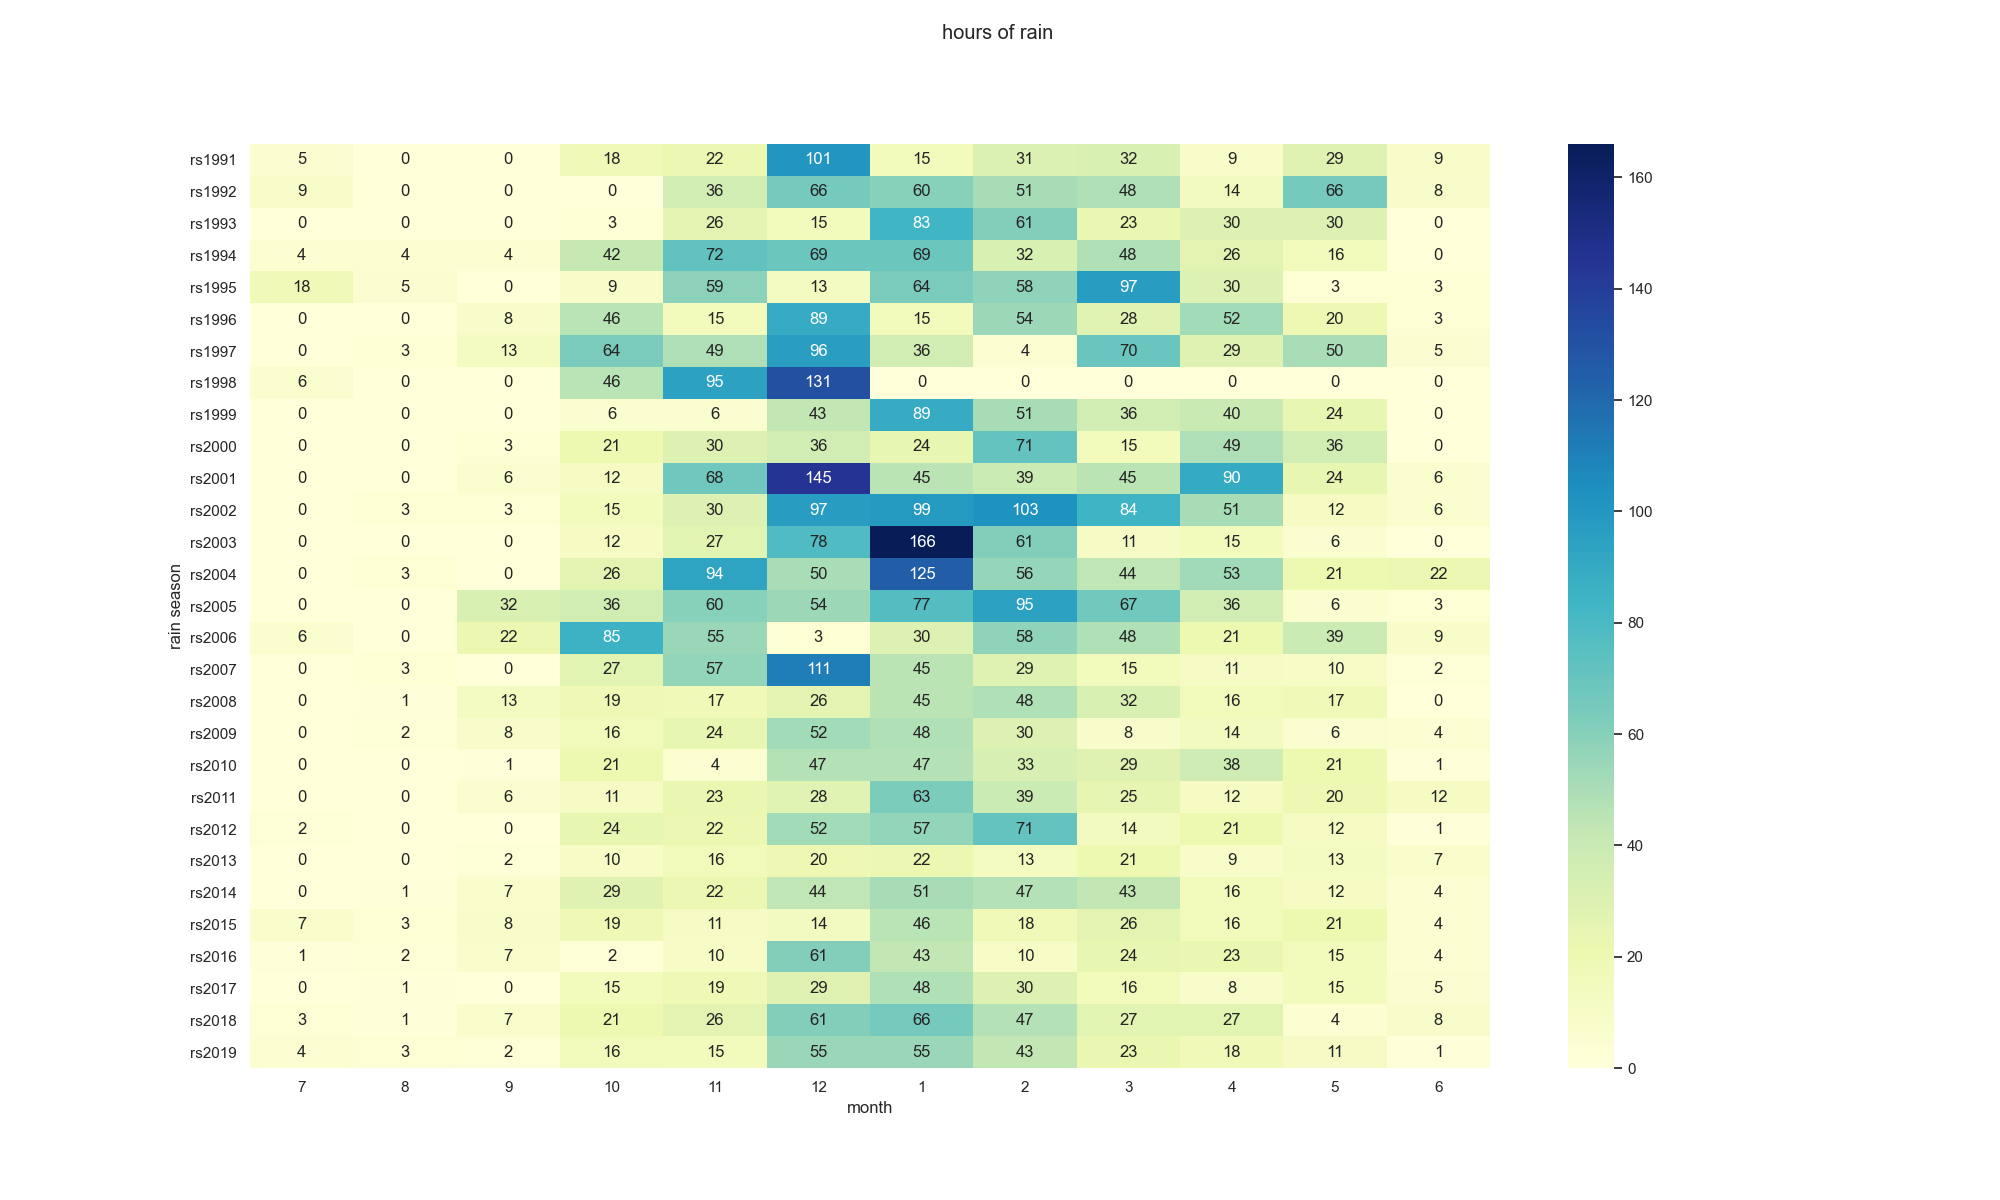 hours of rain
rs1991 5 0 0 18 22 101 15 31 32 9 29 9
rs1992 9 0 0 0 36 66 60 51 48 14 66 8
rs1993 0 0 0 3 26 15 83 61 23 30 30 0
rs1994 4 4 4 42 72 69 69 32 48 26 16 0
rs1995 18 5 0 9 59 13 64 58 97 30 3 3
rs1996 0 0 8 46 15 89 15 54 28 52 20 3
rs1997 0 3 13 64 49 96 36 4 70 29 50 5
rs1998 6 0 0 46 95 131 0 0 0 0 0 0
rs1999 0 0 0 6 6 43 89 51 36 40 24 0
rs2000 0 0 3 21 30 36 24 71 15 49 36 0
rs2001 0 0 6 12 68 145 45 39 45 90 24 6
rs2002 0 3 3 15 30 97 99 103 84 51 12 6
rs2003 0 0 0 12 27 78 166 61 11 15 6 0
rs2004 0 3 0 26 94 50 125 56 44 53 21 22
rs2005 0 0 32 36 60 54 77 95 67 36 6 3
rs2006 6 0 22 85 55 3 30 58 48 21 39 9
rs2007 0 3 0 27 57 111 45 29 15 11 10 2
rs2008 0 1 13 19 17 26 45 48 32 16 17 0
rs2009 0 2 8 16 24 52 48 30 8 14 6 4
rs2010 0 0 1 21 4 47 47 33 29 38 21 1
rs2011 0 0 6 11 23 28 63 39 25 12 20 12
rs2012 2 0 0 24 22 52 57 71 14 21 12 1
rs2013 0 0 2 10 16 20 22 13 21 9 13 7
rs2014 0 1 7 29 22 44 51 47 43 16 12 4
rs2015 7 3 8 19 11 14 46 18 26 16 21 4
rs2016 1 2 7 2 10 61 43 10 24 23 15 4
rs2017 0 1 0 15 19 29 48 30 16 8 15 5
rs2018 3 1 7 21 26 61 66 47 27 27 4 8
rs2019 4 3 2 16 15 55 55 43 23 18 11 1
7 8 9 10 11 12 1 2 3 4 5 6
month
rain season
160
140
120
100
80
60
40
20
0